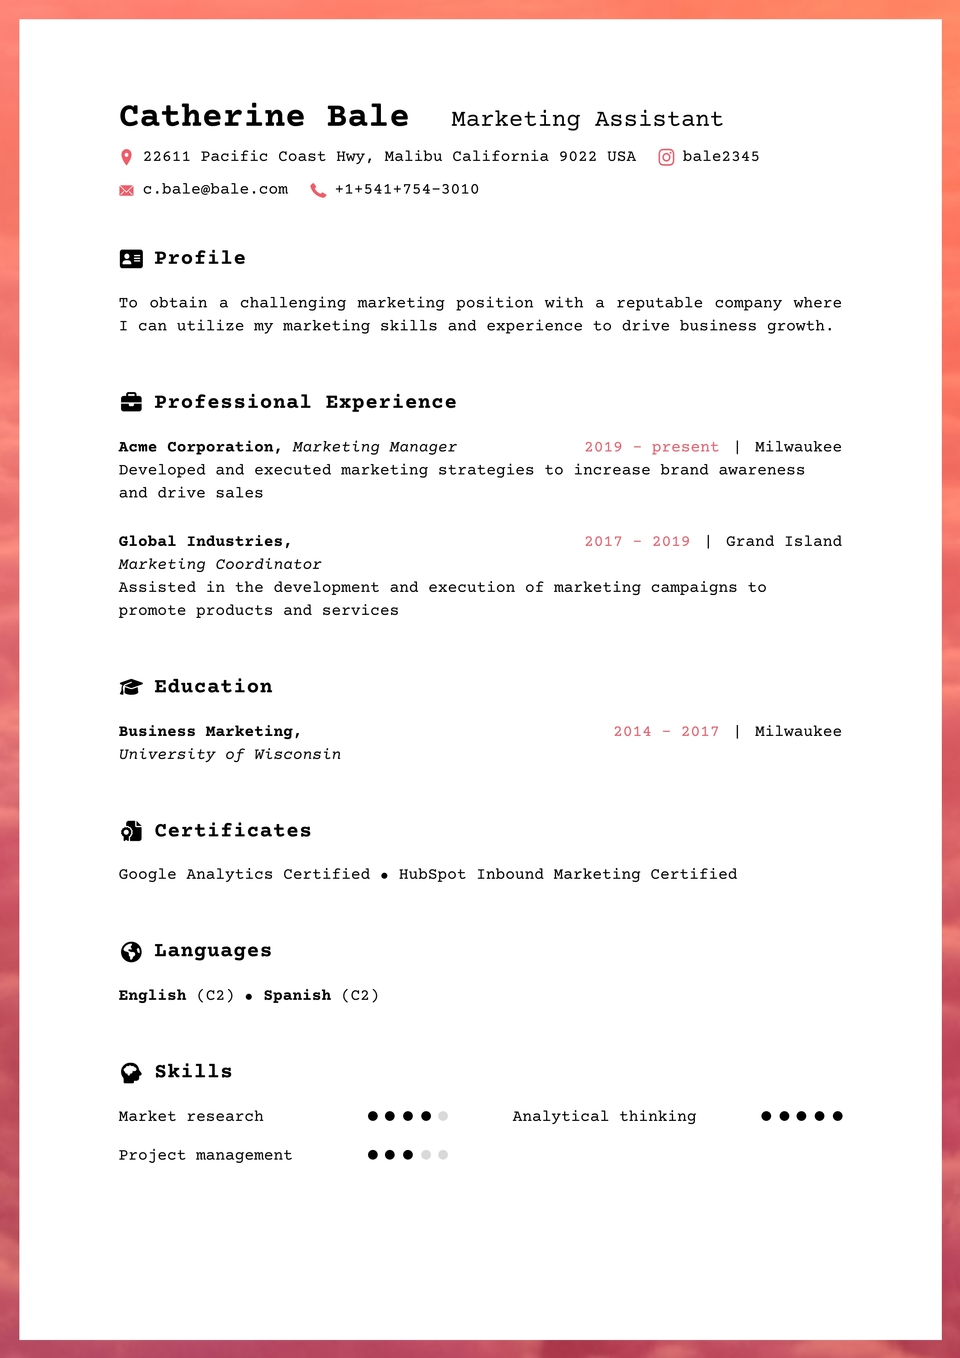 Catherine Bale Marketing Assistant
22611 Pacific Coast Hwy, Malibu California 9022 USA bale2345
c.bale@bale.com +1+541+754-3010
Profile
To obtain a challenging marketing position with a reputable company where
I can utilize my marketing skills and experience to drive business growth.
Professional Experience
Acme Corporation, Marketing Manager 2019 – present | Milwaukee
Developed and executed marketing strategies to increase brand awareness
and drive sales
Global Industries, 2017 – 2019 | Grand Island
Marketing Coordinator
Assisted in the development and execution of marketing campaigns to
promote products and services
Education
Business Marketing, 2014 – 2017 | Milwaukee
University of Wisconsin
Certificates
Google Analytics Certified • HubSpot Inbound Marketing Certified
Languages
English (C2) • Spanish (C2)
Skills
Market research Analytical thinking
Project management